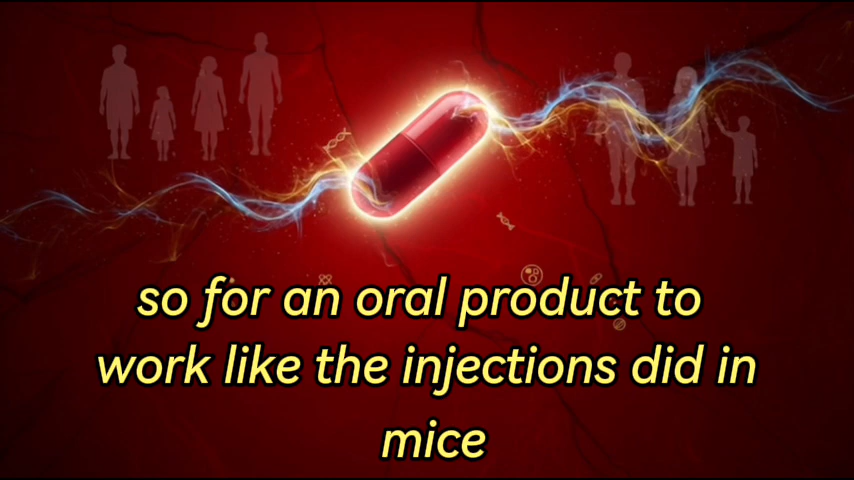 so for an oral product to
work like the injections did in
mice